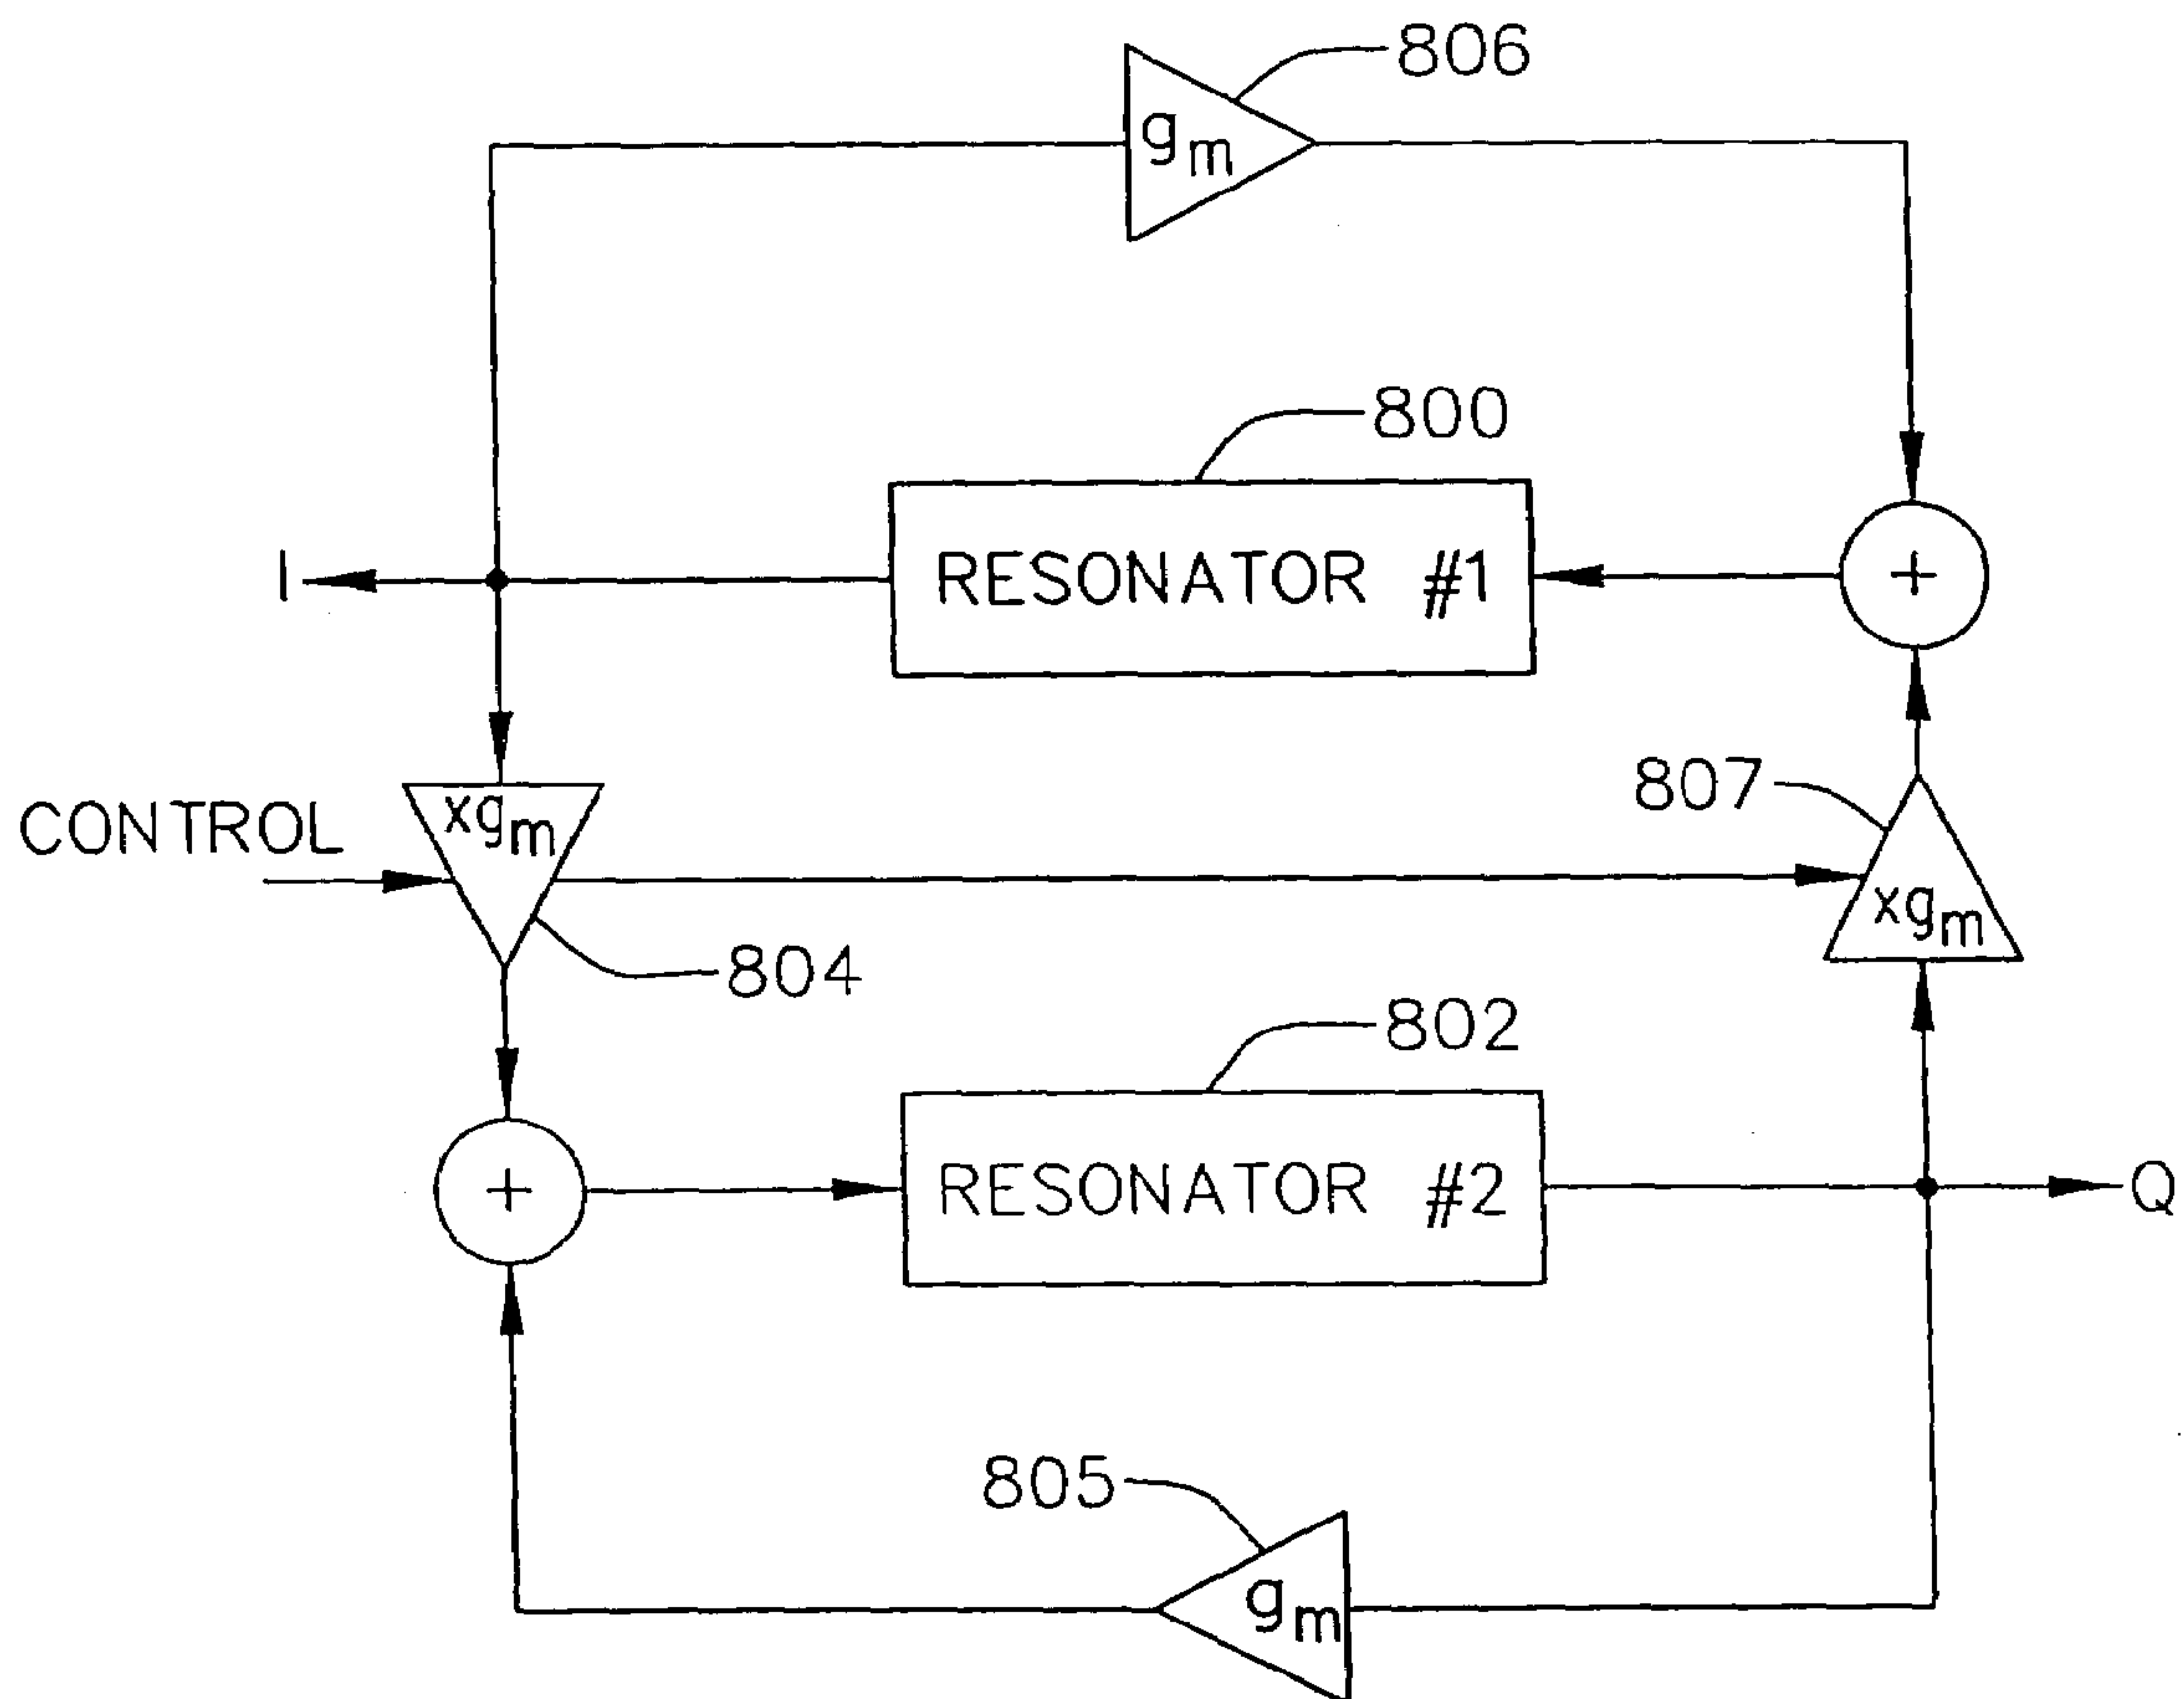 806
gm
800
RESONATOR #1
+
I
807
xgm
CONTROL
xgm
804
802
+
RESONATOR #2
Q
805
gm